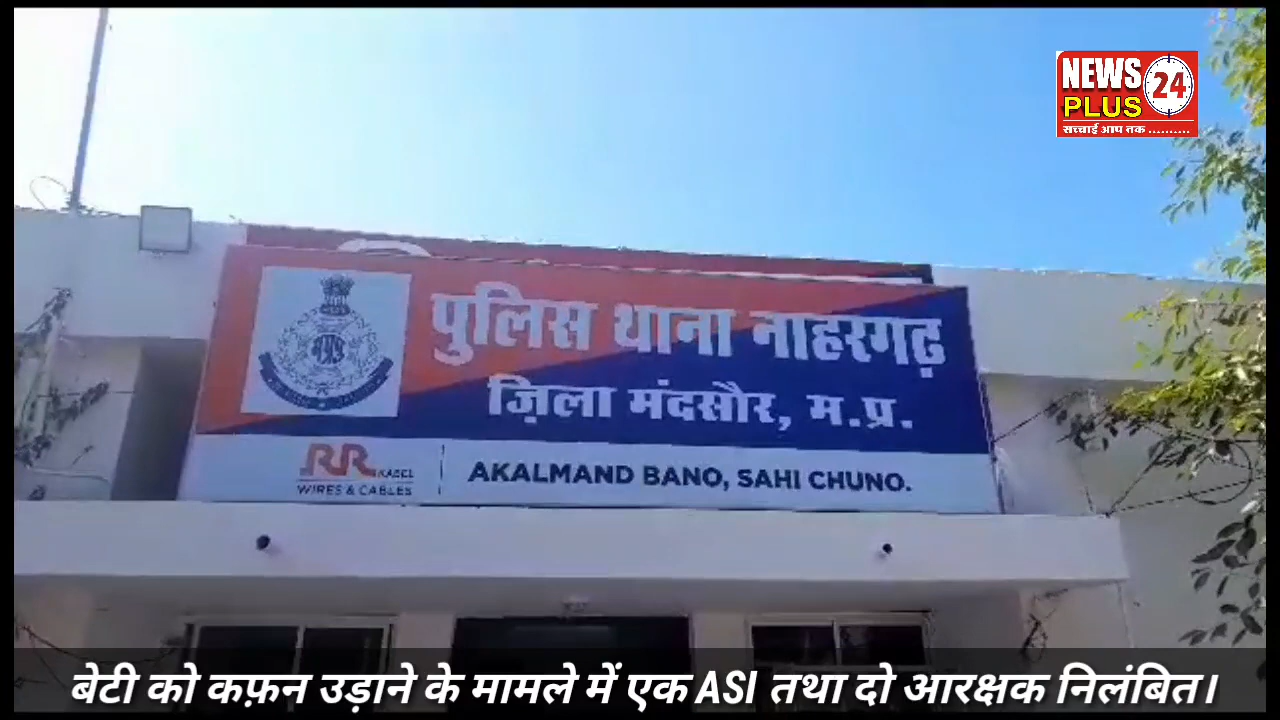 NEWS
PLUS
24
सच्चाई आप तक ..........
पुलिस थाना नाहरगढ़
ज़िला मंदसौर, म.प्र.
RR KABEL
WIRES & CABLES
AKALMAND BANO, SAHI CHUNO.
बेटी को कफ़न उड़ाने के मामले में एक ASI तथा दो आरक्षक निलंबित।